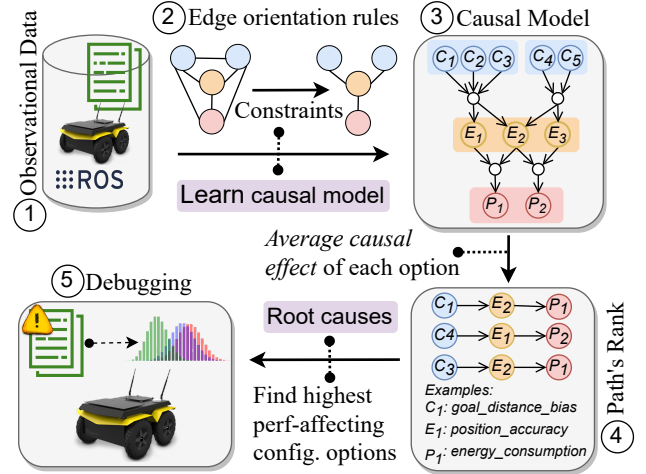 1 Observational Data
ROS
2 Edge orientation rules
Constraints
Learn causal model
3 Causal Model
C1 C2 C3 C4 C5
E1 E2 E3
P1 P2
Average causal
effect of each option
4 Path's Rank
C1 E2 P1
C4 E1 P2
C3 E2 P1
Examples:
C1: goal_distance_bias
E1: position_accuracy
P1: energy_consumption
Root causes
Find highest
perf-affecting
config. options
5 Debugging
!